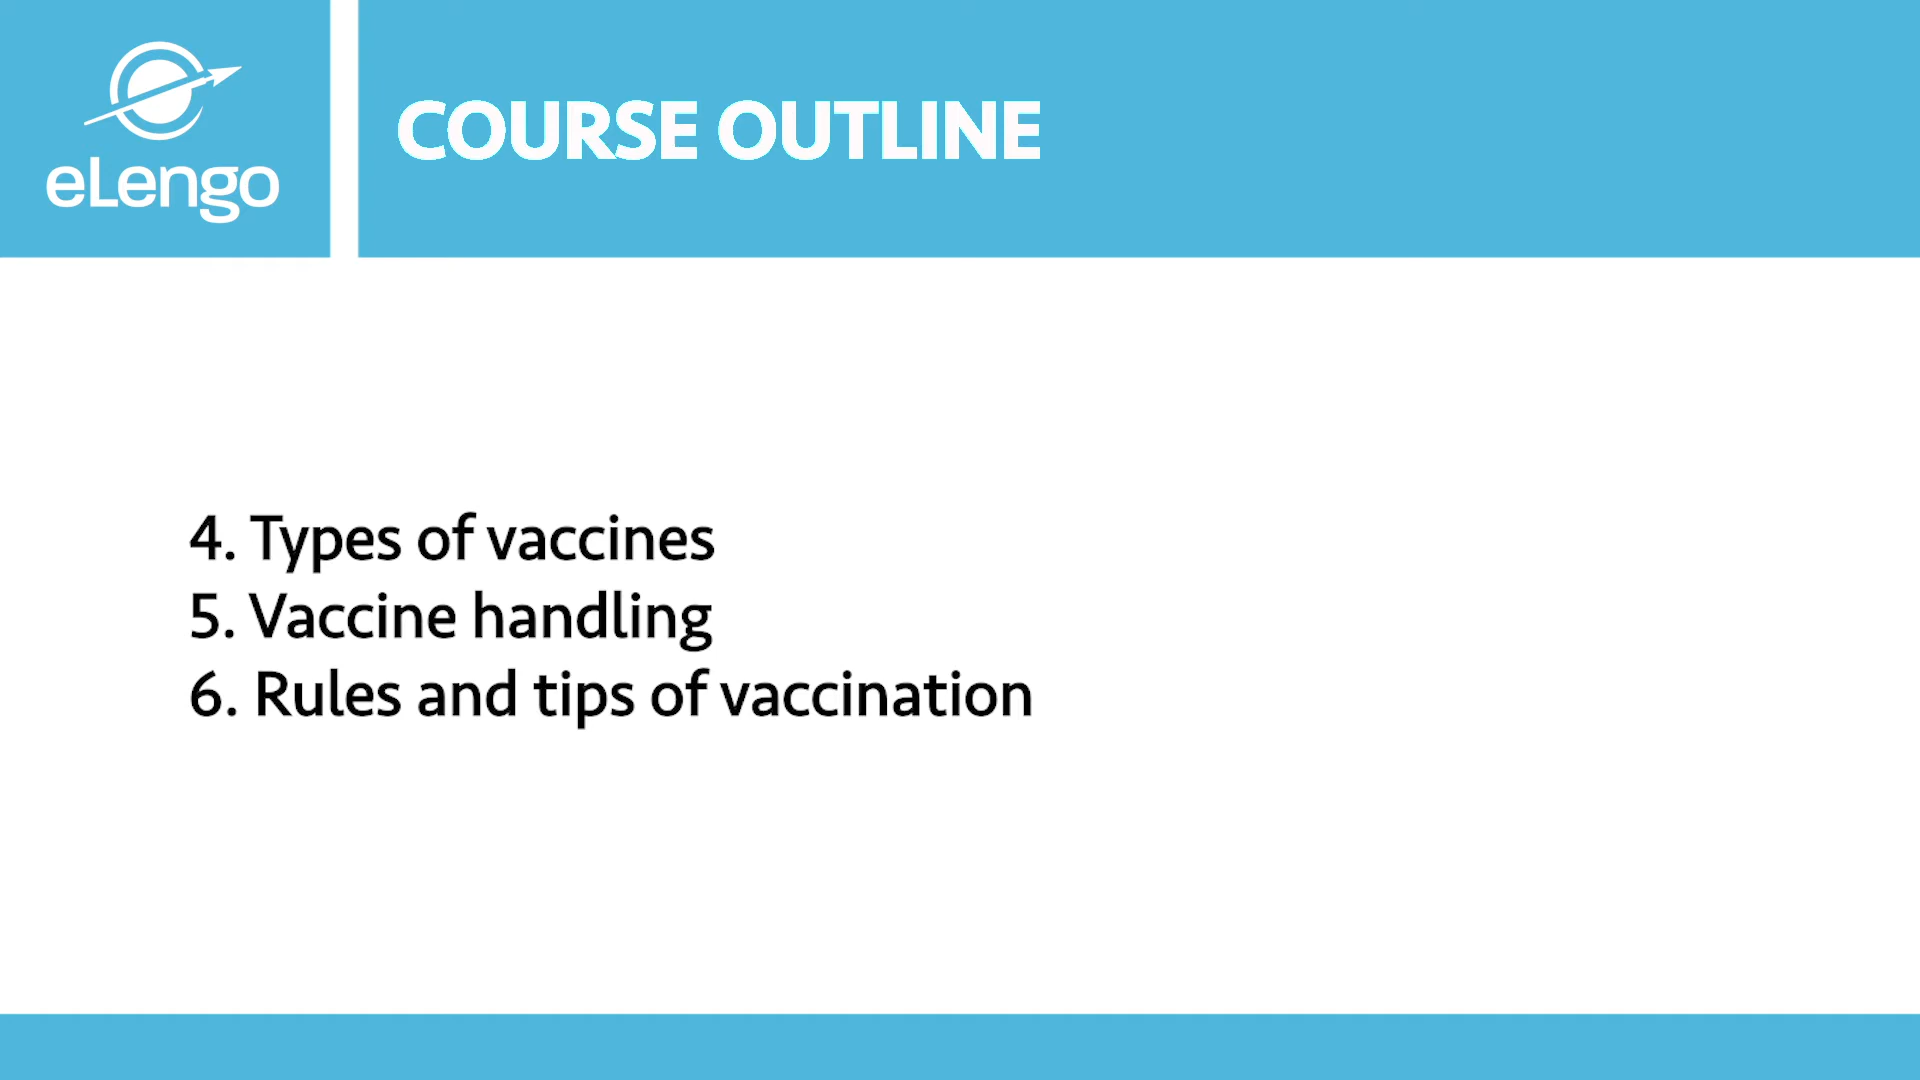 eLengo
COURSE OUTLINE
4. Types of vaccines
5. Vaccine handling
6. Rules and tips of vaccination